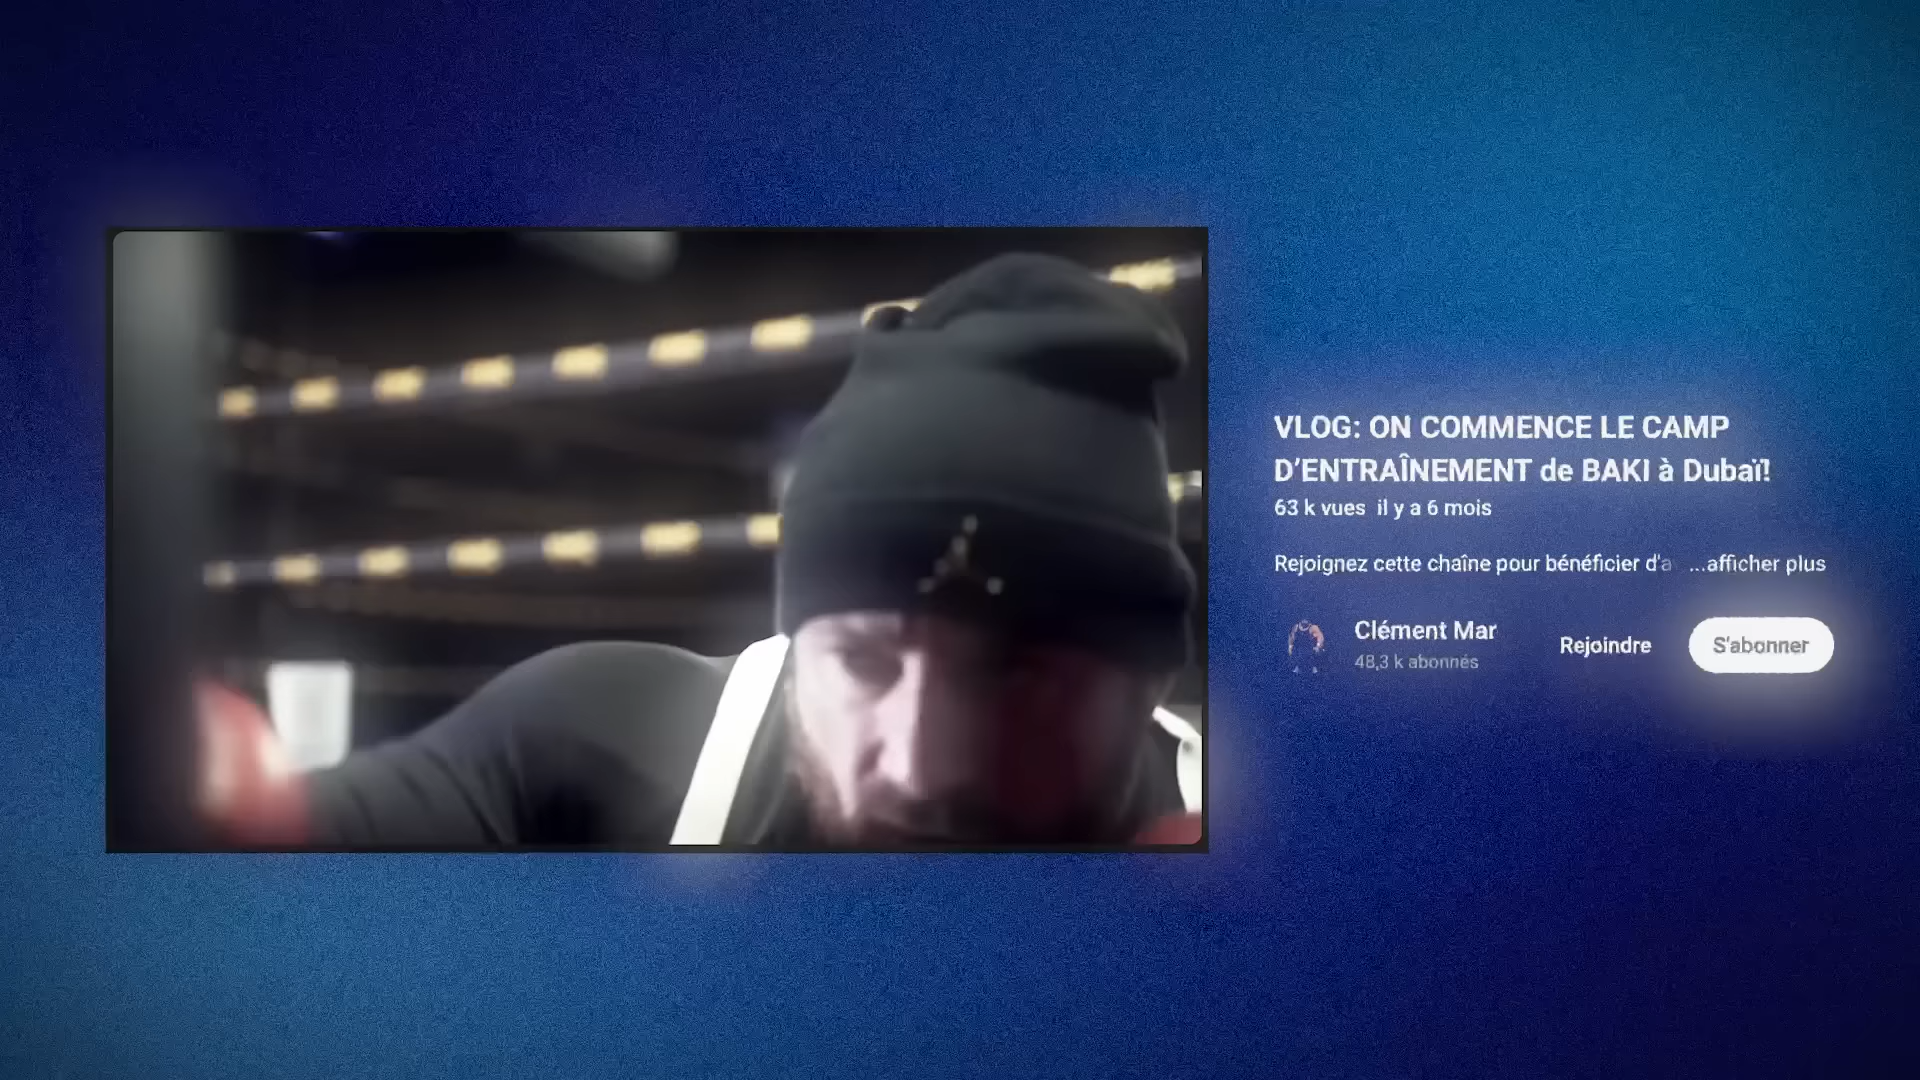 VLOG: ON COMMENCE LE CAMP
D'ENTRAÎNEMENT de BAKI à Dubaï!
63 k vues il y a 6 mois
Rejoignez cette chaîne pour bénéficier d'a ...afficher plus
Clément Mar
48,3 k abonnés
Rejoindre
S'abonner